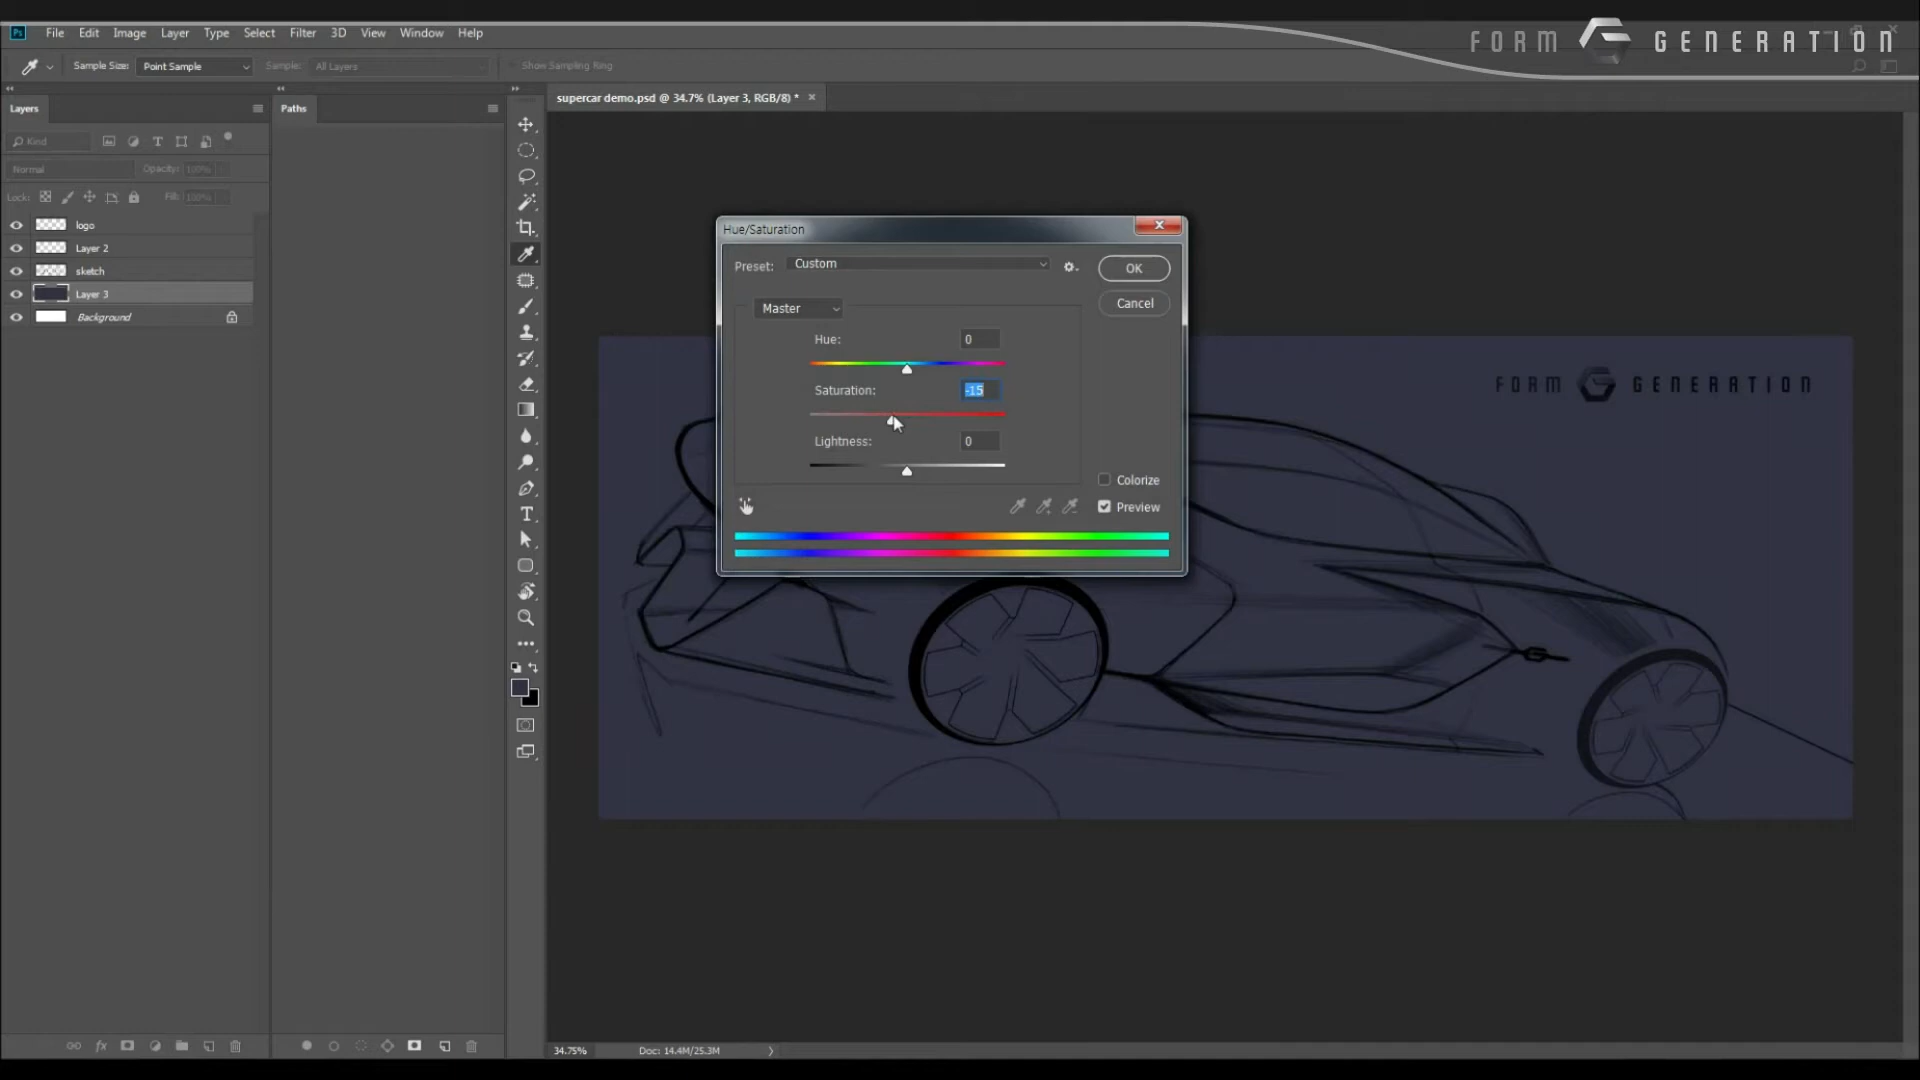 File Edit Image Layer Type Select Filter 3D View Window Help
FORM GENERATION
Sample Size: Point Sample Sample: All Layers Show Sampling Ring
Layers
Paths
supercar demo.psd @ 34.7% (Layer 3, RGB/8) *
Kind
Normal Opacity: 100%
Lock: Fill: 100%
logo
Layer 2
sketch
Layer 3
Background
Hue/Saturation
Preset: Custom
OK
Cancel
Master
Hue: 0
Saturation: -15
Lightness: 0
Colorize
Preview
FORM GENERATION
34.75% Doc: 14.4M/25.3M